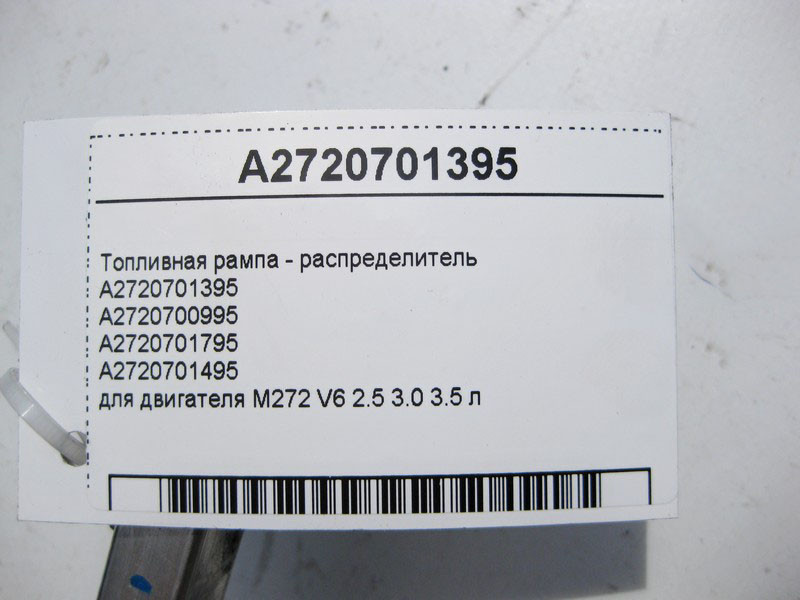 A2720701395
Топливная рампа - распределитель
A2720701395
A2720700995
A2720701795
A2720701495
для двигателя M272 V6 2.5 3.0 3.5 л